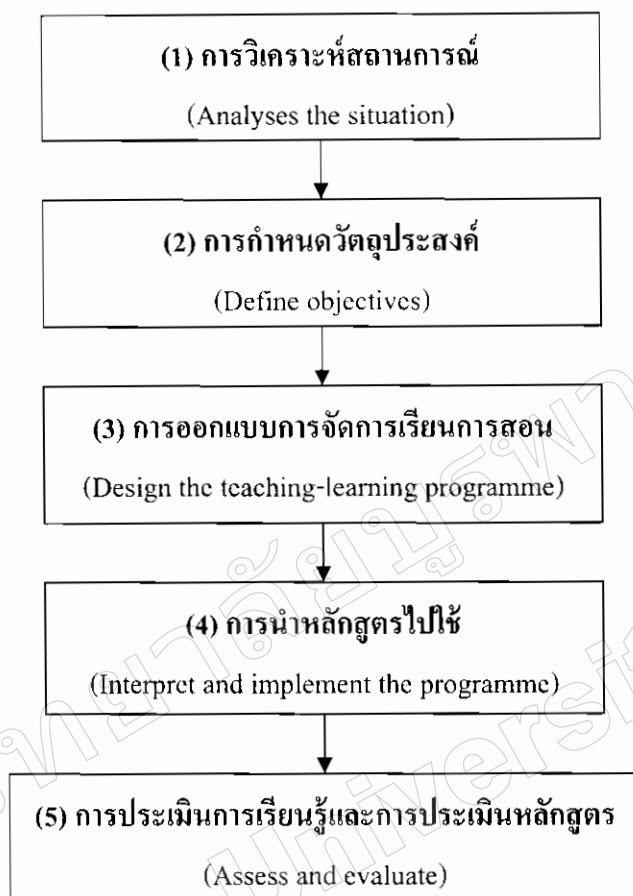 (1) การวิเคราะห์สถานการณ์
(Analyses the situation)
(2) การกำหนดวัตถุประสงค์
(Define objectives)
(3) การออกแบบการจัดการเรียนการสอน
(Design the teaching-learning programme)
(4) การนำหลักสูตรไปใช้
(Interpret and implement the programme)
(5) การประเมินการเรียนรู้และการประเมินหลักสูตร
(Assess and evaluate)